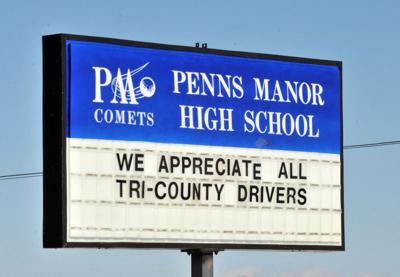 PM
COMETS
PENNS MANOR
HIGH SCHOOL
WE APPRECIATE ALL
TRI-COUNTY DRIVERS